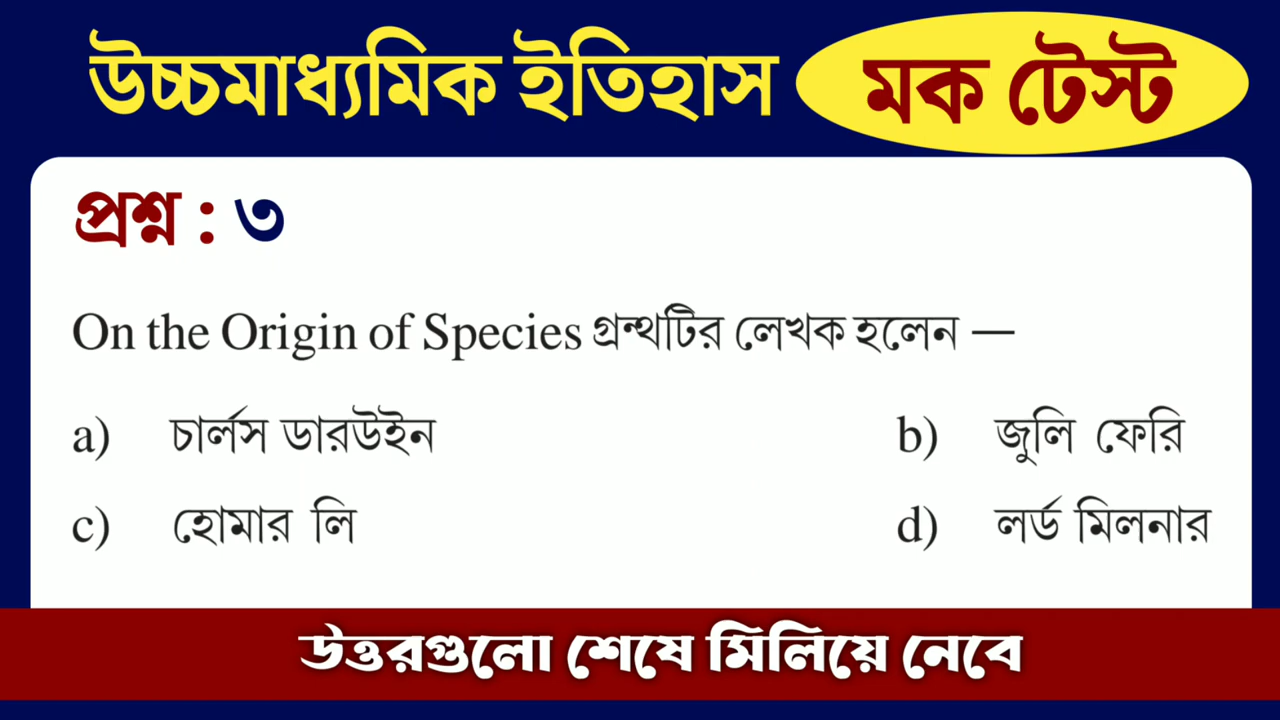 উচ্চমাধ্যমিক ইতিহাস মক টেস্ট
প্রশ্ন : ৩
On the Origin of Species গ্রন্থটির লেখক হলেন —
a) চার্লস ডারউইন b) জুলি ফেরি
c) হোমার লি d) লর্ড মিলনার
উত্তরগুলো শেষে মিলিয়ে নেবে